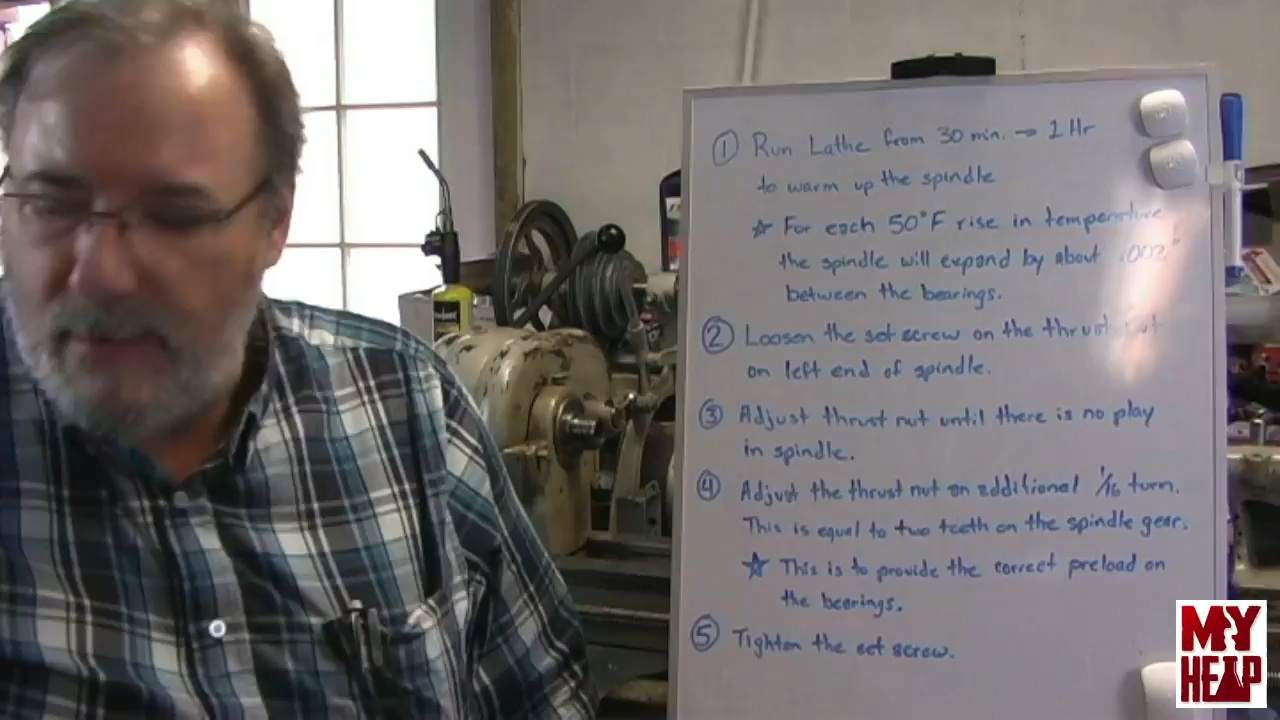 ① Run Lathe from 30 min. → 1 Hr
to warm up the spindle
☆ For each 50°F rise in temperature
the spindle will expand by about .002"
between the bearings.
② Loosen the set screw on the thrust nut
on left end of spindle.
③ Adjust thrust nut until there is no play
in spindle.
④ Adjust the thrust nut an additional 1/16 turn.
This is equal to two teeth on the spindle gear.
☆ This is to provide the correct preload on
the bearings.
⑤ Tighten the set screw.
MY
HEAP